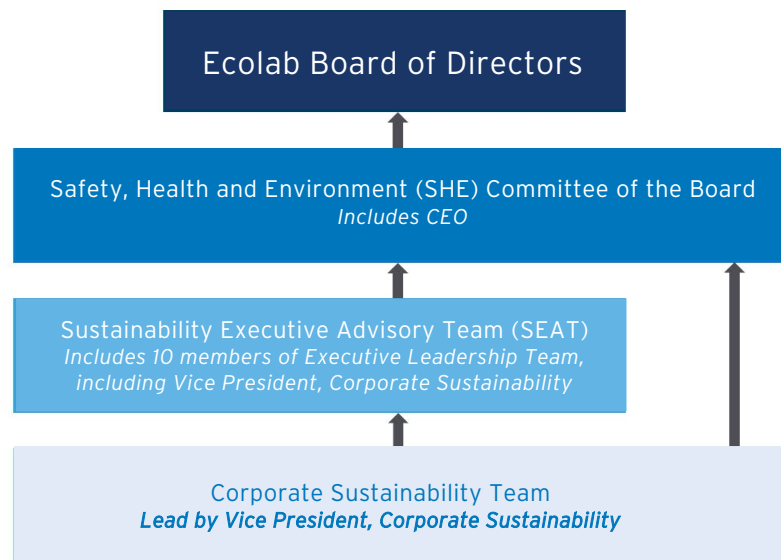 Ecolab Board of Directors
Safety, Health and Environment (SHE) Committee of the Board
Includes CEO
Sustainability Executive Advisory Team (SEAT)
Includes 10 members of Executive Leadership Team,
including Vice President, Corporate Sustainability
Corporate Sustainability Team
Lead by Vice President, Corporate Sustainability